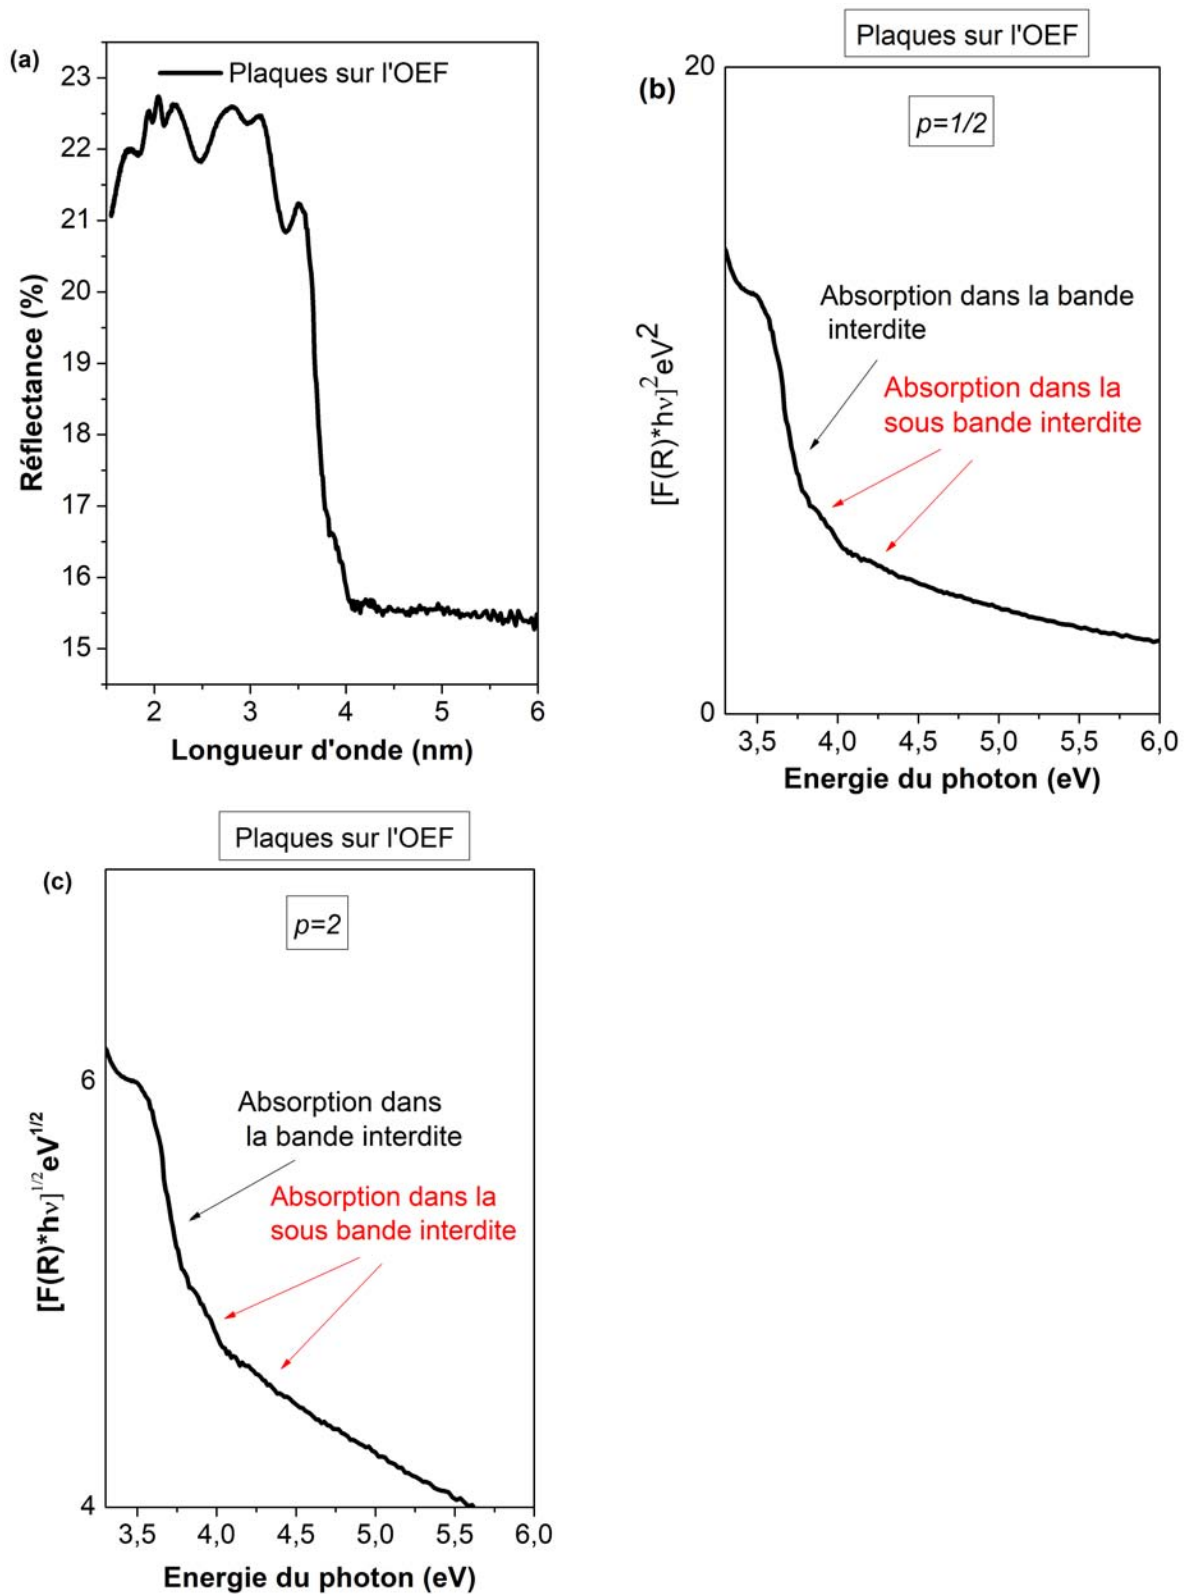 (a)
Plaques sur l'OEF
23
22
21
20
19
18
17
16
15
Réflectance (%)
2 3 4 5 6
Longueur d'onde (nm)
Plaques sur l'OEF
(b)
20
p=1/2
Absorption dans la bande
interdite
Absorption dans la
sous bande interdite
[F(R)*hν]²eV²
0
3,5 4,0 4,5 5,0 5,5 6,0
Energie du photon (eV)
Plaques sur l'OEF
(c)
p=2
6
Absorption dans
la bande interdite
Absorption dans la
sous bande interdite
[F(R)*hν]^1/2 eV^1/2
4
3,5 4,0 4,5 5,0 5,5 6,0
Energie du photon (eV)